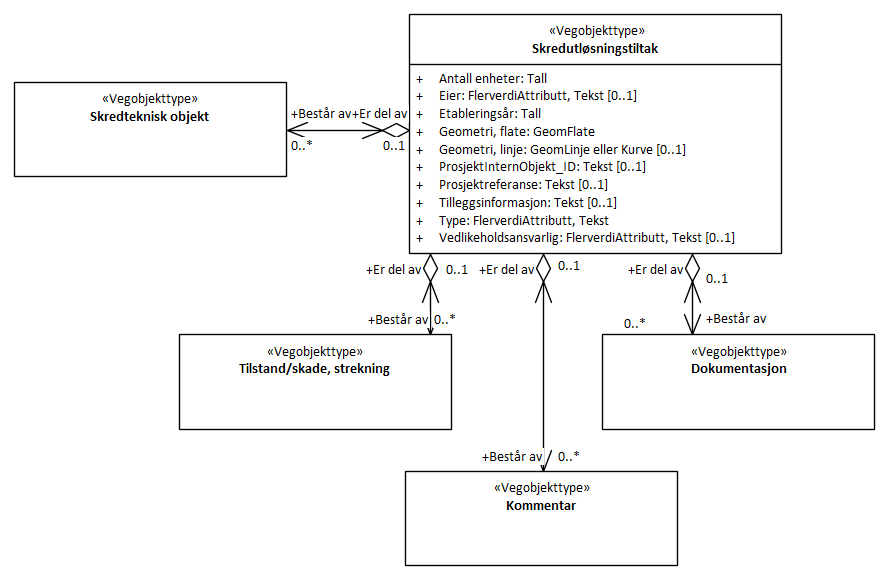 «Vegobjekttype»
Skredutløsningstiltak
+ Antall enheter: Tall
+ Eier: FlerverdiAttributt, Tekst [0..1]
+ Etableringsår: Tall
+ Geometri, flate: GeomFlate
+ Geometri, linje: GeomLinje eller Kurve [0..1]
+ ProsjektInternObjekt_ID: Tekst [0..1]
+ Prosjektreferanse: Tekst [0..1]
+ Tilleggsinformasjon: Tekst [0..1]
+ Type: FlerverdiAttributt, Tekst
+ Vedlikeholdsansvarlig: FlerverdiAttributt, Tekst [0..1]
«Vegobjekttype»
Skredteknisk objekt
+Består av +Er del av
0..* 0..1
+Er del av 0..1
+Består av 0..*
+Er del av 0..1
+Består av 0..*
+Er del av 0..1
0..* +Består av
«Vegobjekttype»
Tilstand/skade, strekning
«Vegobjekttype»
Dokumentasjon
«Vegobjekttype»
Kommentar